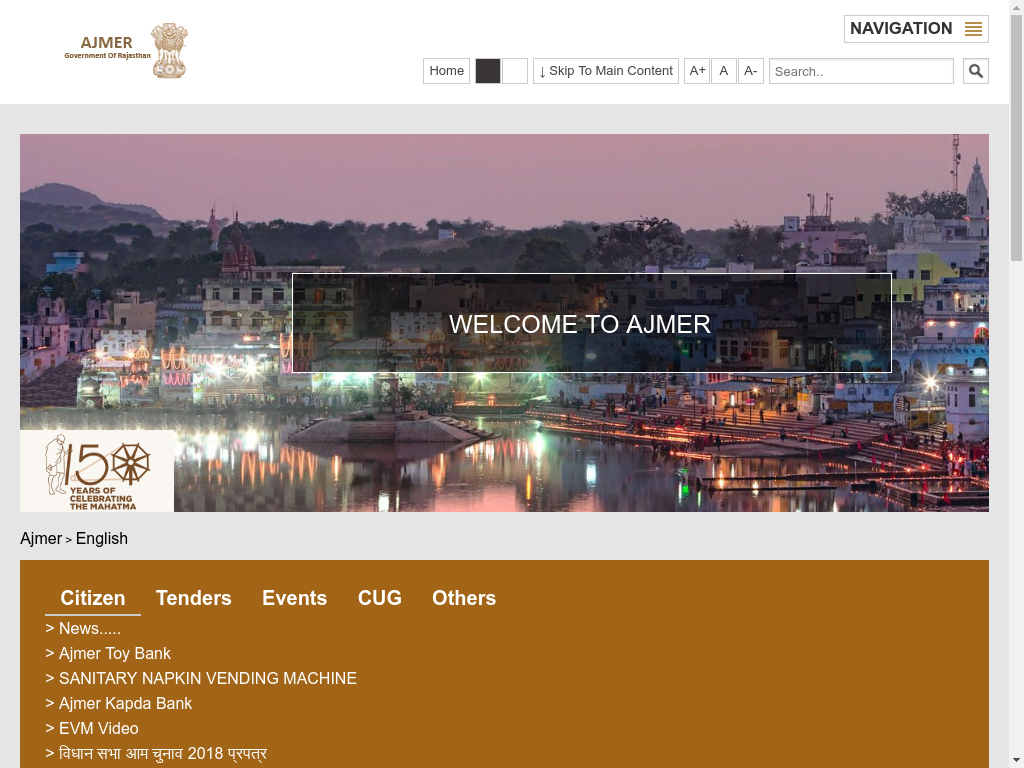 NAVIGATION
AJMER
Government Of Rajasthan
Home
↓ Skip To Main Content
A+
A
A-
Search..
WELCOME TO AJMER
150
YEARS OF
CELEBRATING
THE MAHATMA
Ajmer > English
Citizen Tenders Events CUG Others
> News.....
> Ajmer Toy Bank
> SANITARY NAPKIN VENDING MACHINE
> Ajmer Kapda Bank
> EVM Video
> विधान सभा आम चुनाव 2018 प्रपत्र